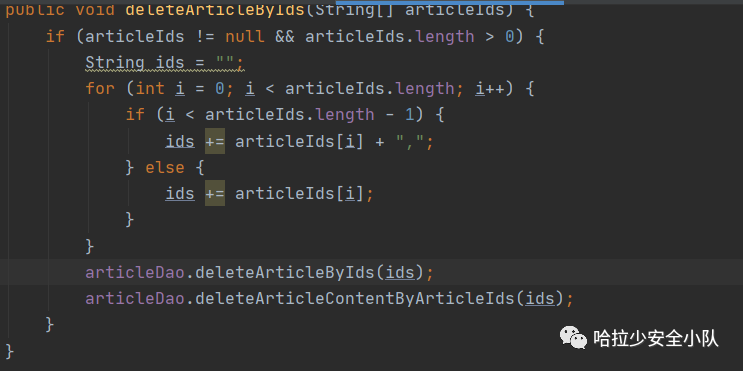 public void deleteArticleByIds(String[] articleIds) {
if (articleIds != null && articleIds.length > 0) {
String ids = "";
for (int i = 0; i < articleIds.length; i++) {
if (i < articleIds.length - 1) {
ids += articleIds[i] + ",";
} else {
ids += articleIds[i];
}
}
articleDao.deleteArticleByIds(ids);
articleDao.deleteArticleContentByArticleIds(ids);
}
}
哈拉少安全小队